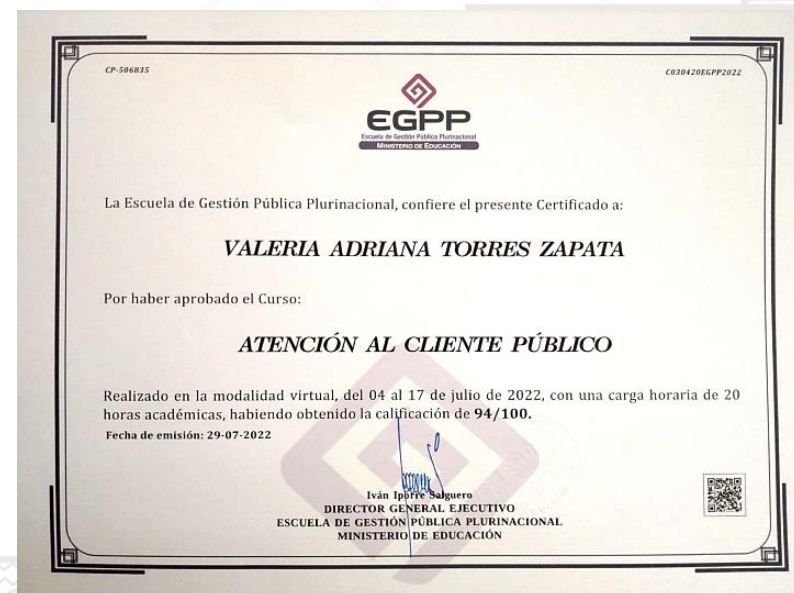 CP-506835
C030420EGPP2022
EGPP
Escuela de Gestión Pública Plurinacional
MINISTERIO DE EDUCACIÓN
La Escuela de Gestión Pública Plurinacional, confiere el presente Certificado a:
VALERIA ADRIANA TORRES ZAPATA
Por haber aprobado el Curso:
ATENCIÓN AL CLIENTE PÚBLICO
Realizado en la modalidad virtual, del 04 al 17 de julio de 2022, con una carga horaria de 20
horas académicas, habiendo obtenido la calificación de 94/100.
Fecha de emisión: 29-07-2022
Iván Iporre Salguero
DIRECTOR GENERAL EJECUTIVO
ESCUELA DE GESTIÓN PÚBLICA PLURINACIONAL
MINISTERIO DE EDUCACIÓN